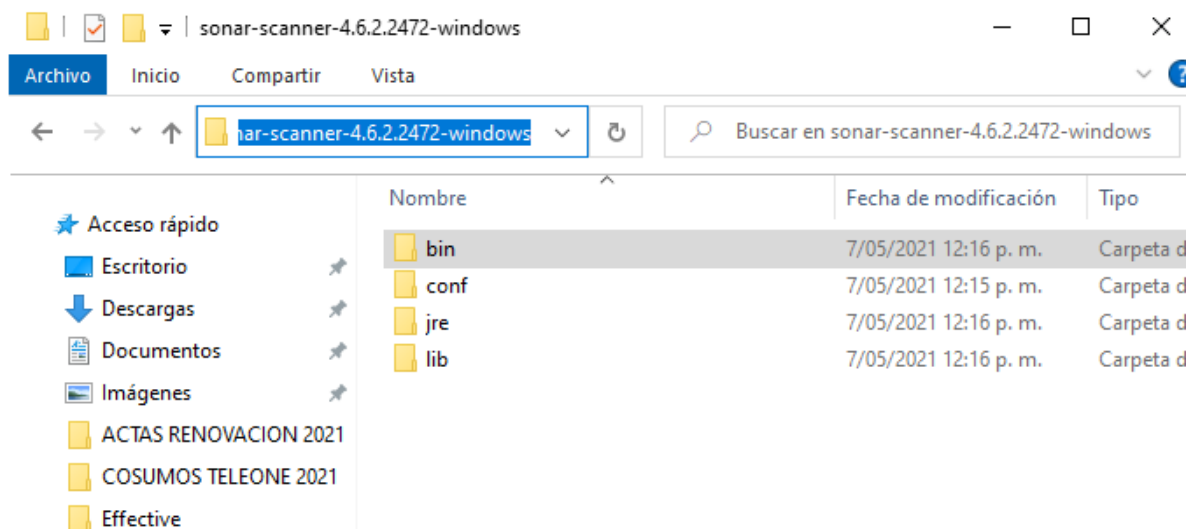 sonar-scanner-4.6.2.2472-windows
Archivo Inicio Compartir Vista
nar-scanner-4.6.2.2472-windows Buscar en sonar-scanner-4.6.2.2472-windows
Nombre Fecha de modificación Tipo
Acceso rápido
Escritorio
Descargas
Documentos
Imágenes
ACTAS RENOVACION 2021
COSUMOS TELEONE 2021
Effective
bin 7/05/2021 12:16 p. m. Carpeta d
conf 7/05/2021 12:15 p. m. Carpeta d
jre 7/05/2021 12:16 p. m. Carpeta d
lib 7/05/2021 12:16 p. m. Carpeta d